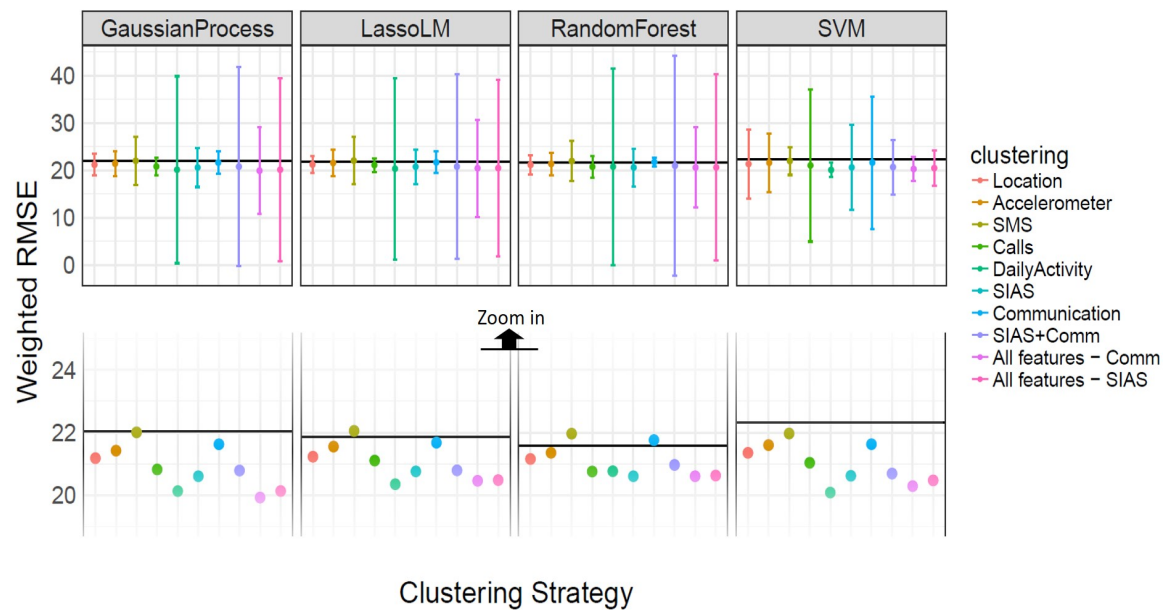 GaussianProcess
LassoLM
RandomForest
SVM
40
30
20
10
0
Weighted RMSE
Zoom in
24
22
20
Clustering Strategy
clustering
Location
Accelerometer
SMS
Calls
DailyActivity
SIAS
Communication
SIAS+Comm
All features − Comm
All features − SIAS